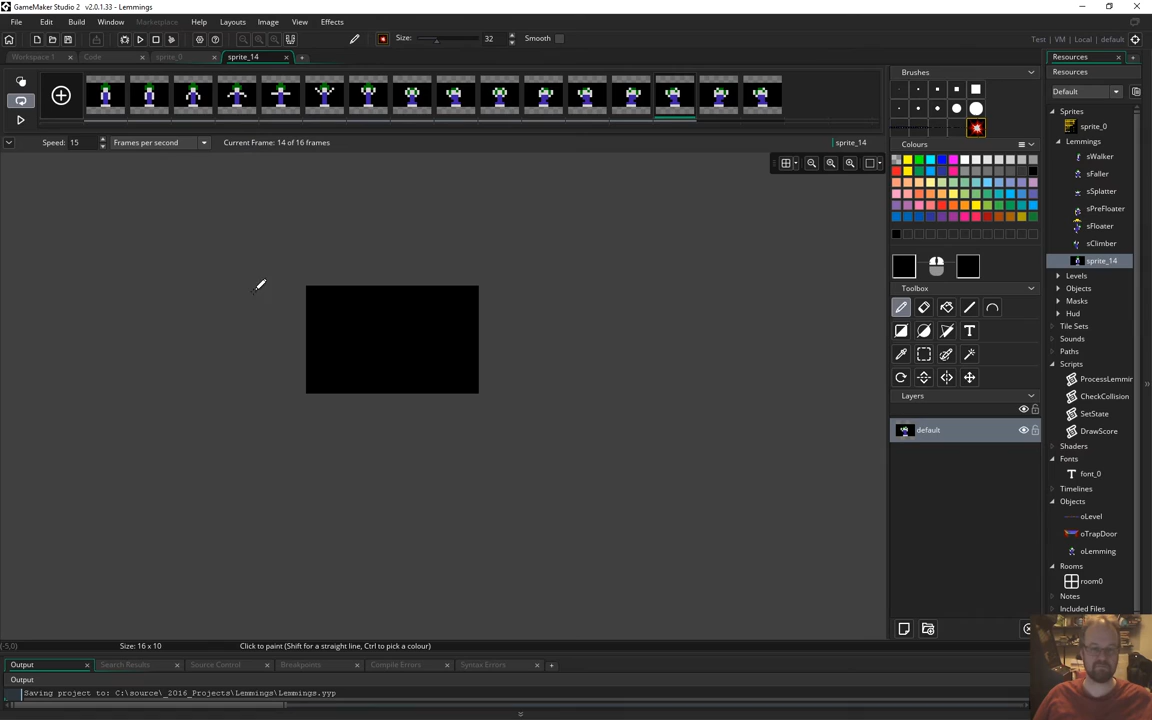 GameMaker Studio 2 v2.0.1.33 - Lemmings
File Edit Build Window Marketplace Help Layouts Image View Effects
Size: 32 Smooth
Test | VM | Local | default
Workspace 1 Code sprite_0 sprite_14
Resources
Brushes
Resources
Default
Sprites
sprite_0
Speed: 15 Frames per second Current Frame: 14 of 16 frames sprite_14
Colours
Lemmings
sWalker
sFaller
sSplatter
sPreFloater
sFloater
sClimber
sprite_14
Levels
Toolbox
Objects
Masks
Hud
Tile Sets
Sounds
Paths
Scripts
ProcessLemmin
Layers
CheckCollision
SetState
default
DrawScore
Shaders
Fonts
font_0
Timelines
Objects
oLevel
oTrapDoor
oLemming
Rooms
room0
Notes
Included Files
(-5,0) Size: 16 x 10 Click to paint (Shift for a straight line, Ctrl to pick a colour)
Output Search Results Source Control Breakpoints Compile Errors Syntax Errors
Output
Saving project to: C:\source\_2016_Projects\Lemmings\Lemmings.yyp